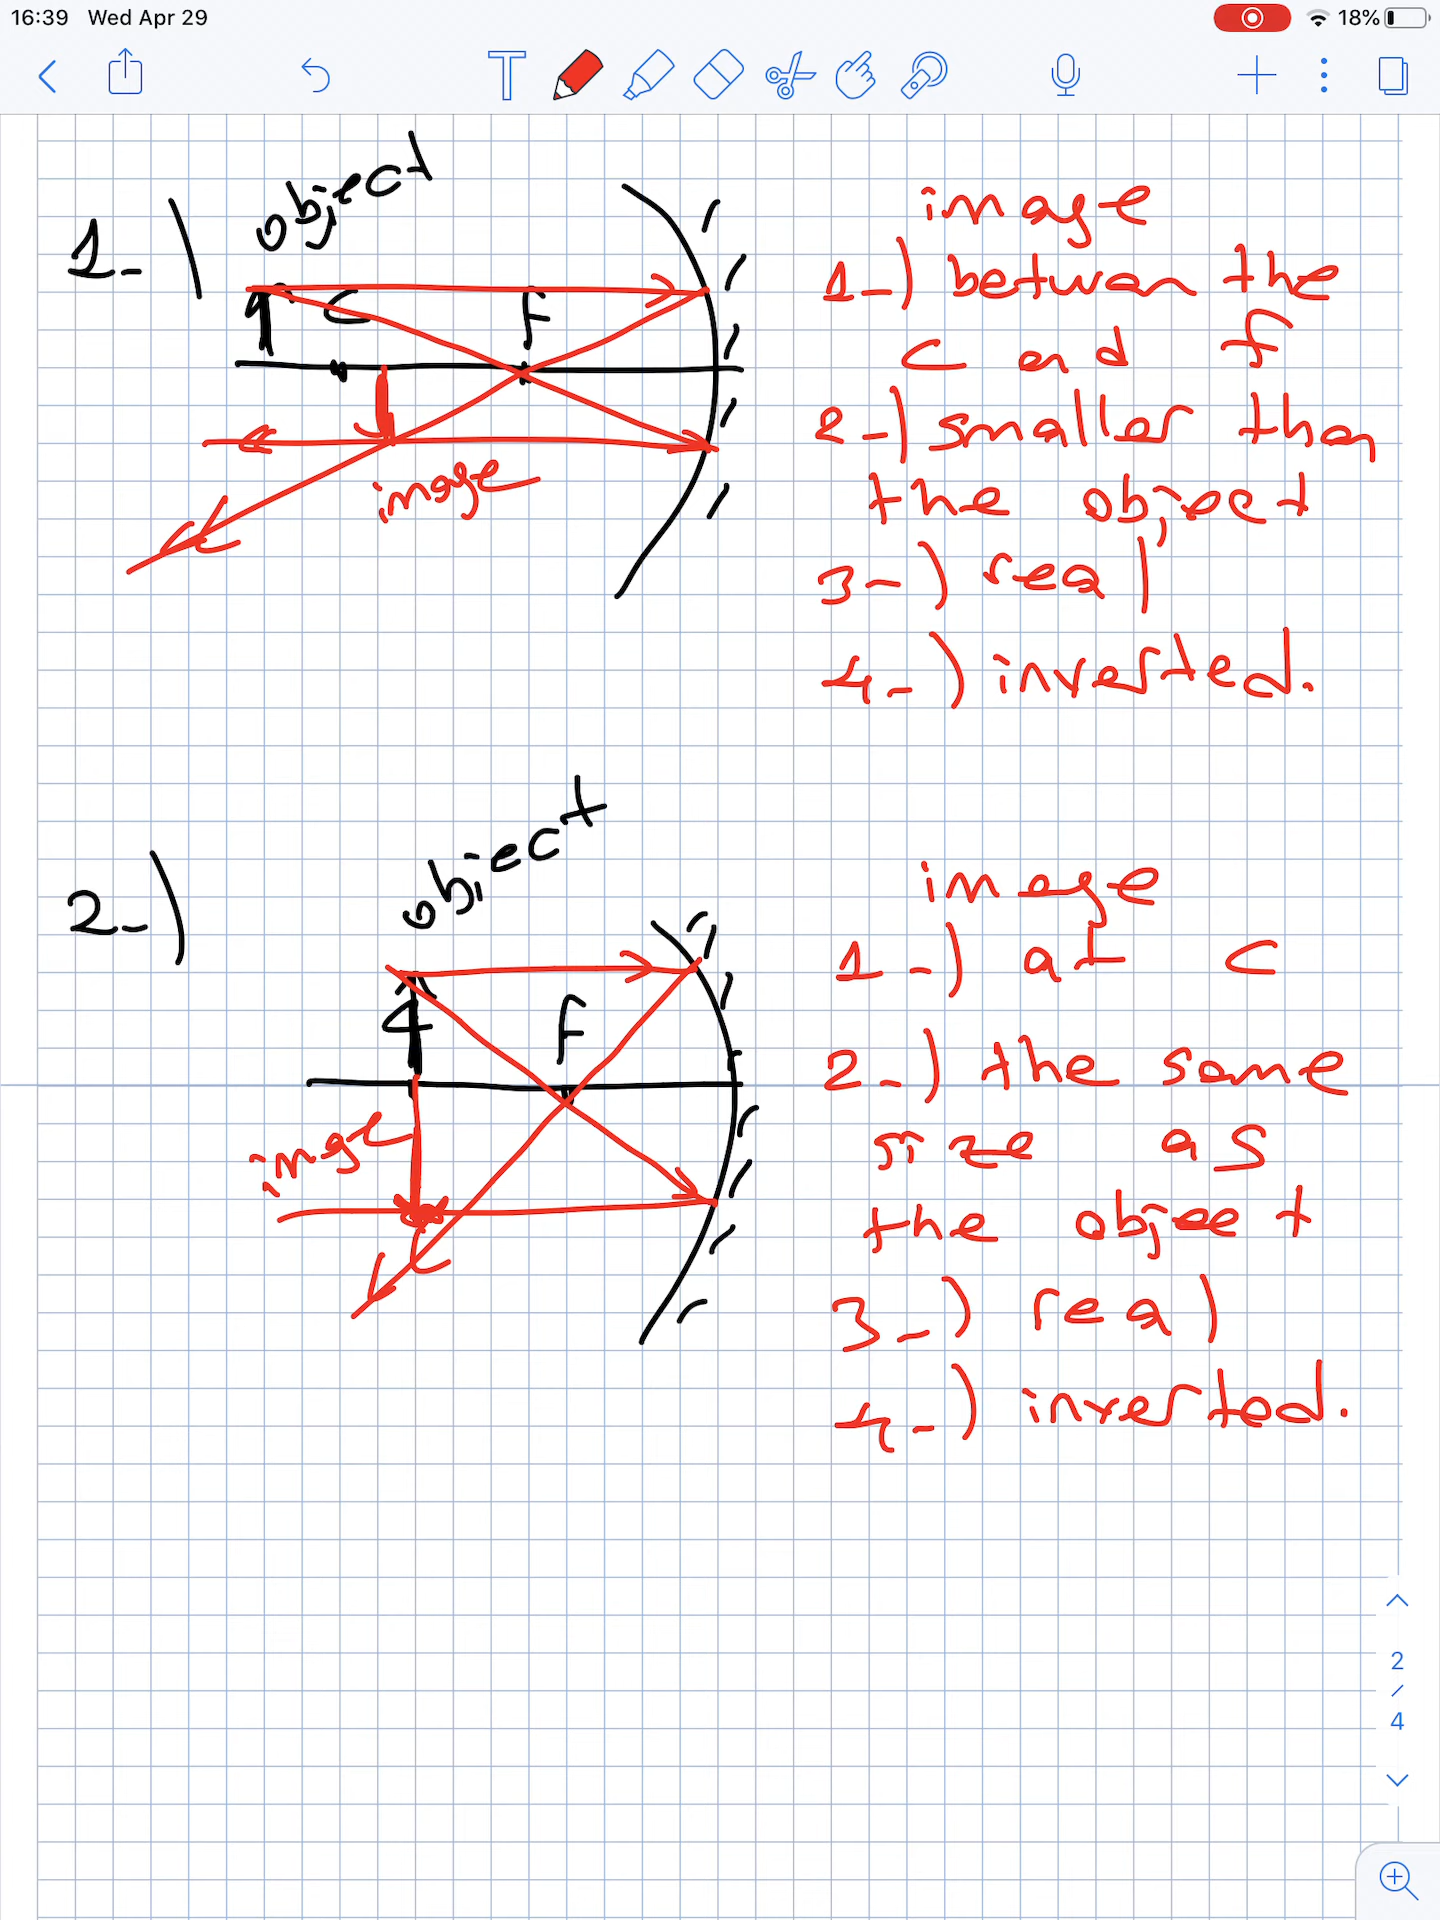 16:39 Wed Apr 29
18%
T
1-)
object
C F
image
image
1-) betwen the
C and f
2-) smaller than
the object
3-) real
4-) inverted.
2-)
object
F
imge
image
1-) at C
2-) the same
size as
the object
3-) real
4-) inverted.
2
/
4